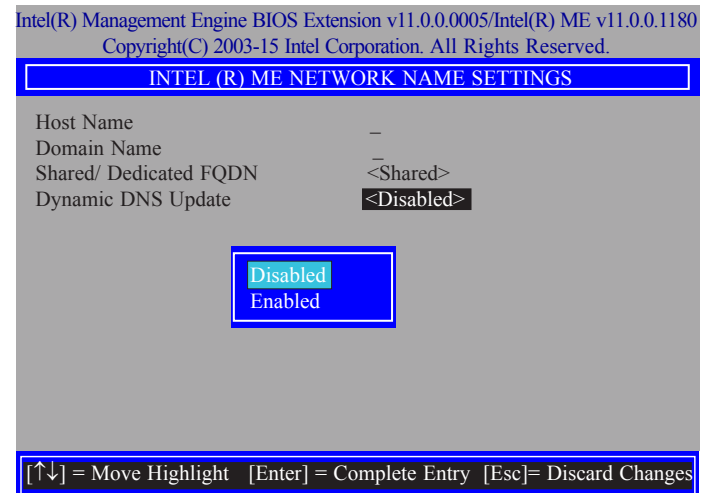 Intel(R) Management Engine BIOS Extension v11.0.0.0005/Intel(R) ME v11.0.0.1180
Copyright(C) 2003-15 Intel Corporation. All Rights Reserved.
INTEL (R) ME NETWORK NAME SETTINGS
Host Name _
Domain Name _
Shared/ Dedicated FQDN <Shared>
Dynamic DNS Update <Disabled>
Disabled
Enabled
[↑↓] = Move Highlight [Enter] = Complete Entry [Esc]= Discard Changes